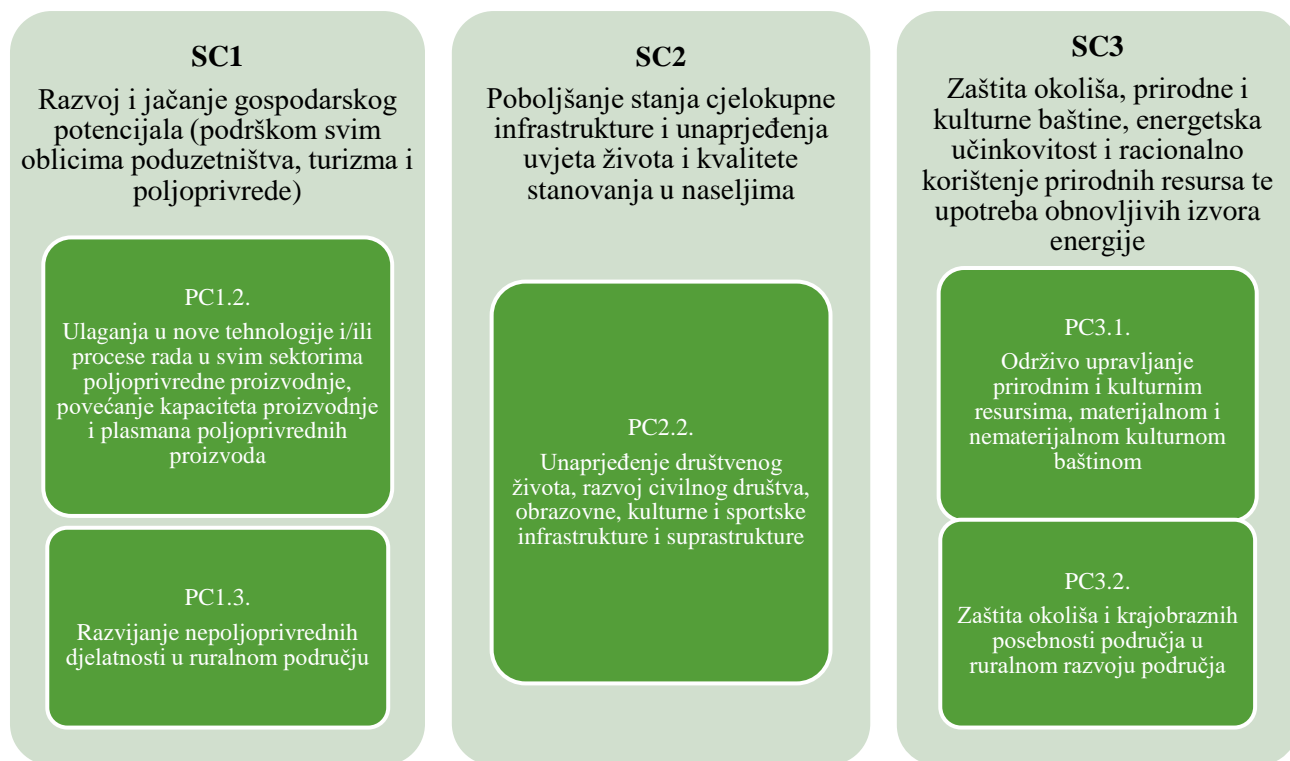 SC1
Razvoj i jačanje gospodarskog
potencijala (podrškom svim
oblicima poduzetništva, turizma i
poljoprivrede)
PC1.2.
Ulaganja u nove tehnologije i/ili
procese rada u svim sektorima
poljoprivredne proizvodnje,
povećanje kapaciteta proizvodnje
i plasmana poljoprivrednih
proizvoda
PC1.3.
Razvijanje nepoljoprivrednih
djelatnosti u ruralnom području
SC2
Poboljšanje stanja cjelokupne
infrastrukture i unaprjeđenja
uvjeta života i kvalitete
stanovanja u naseljima
PC2.2.
Unaprjeđenje društvenog
života, razvoj civilnog društva,
obrazovne, kulturne i sportske
infrastrukture i suprastrukture
SC3
Zaštita okoliša, prirodne i
kulturne baštine, energetska
učinkovitost i racionalno
korištenje prirodnih resursa te
upotreba obnovljivih izvora
energije
PC3.1.
Održivo upravljanje
prirodnim i kulturnim
resursima, materijalnom i
nematerijalnom kulturnom
baštinom
PC3.2.
Zaštita okoliša i krajobraznih
posebnosti područja u
ruralnom razvoju područja